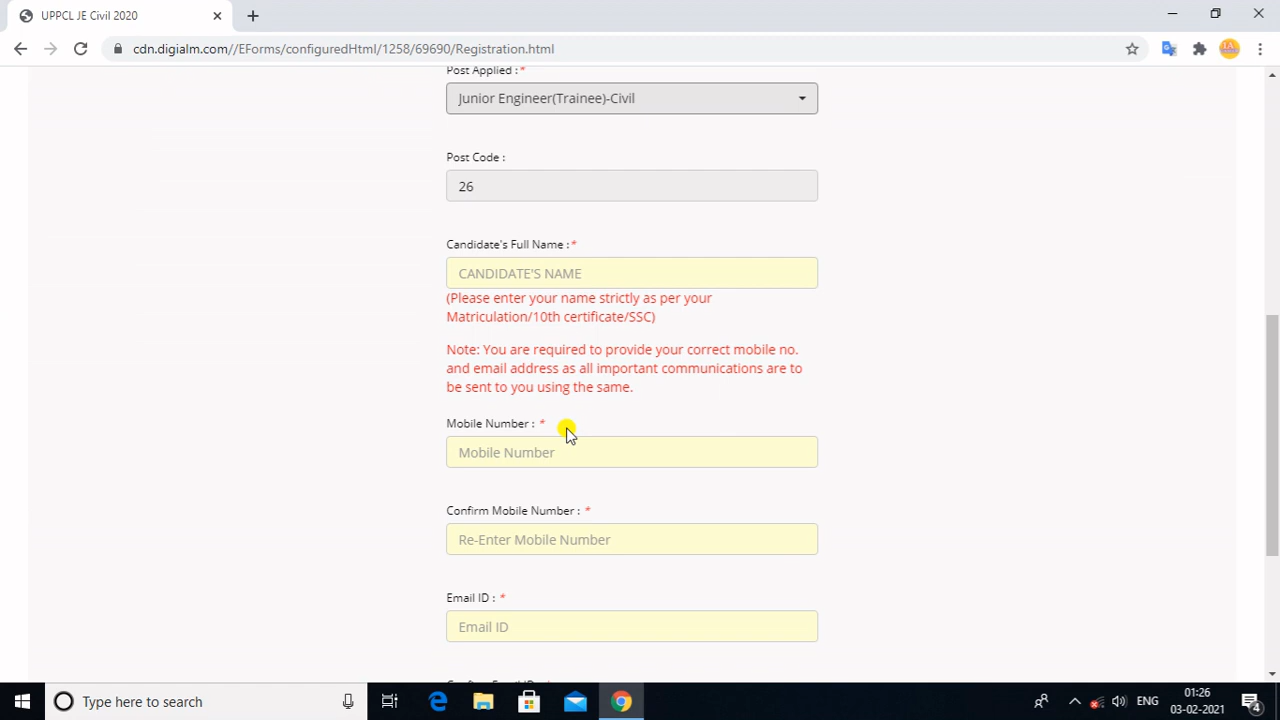 UPPCL JE Civil 2020
cdn.digialm.com//EForms/configuredHtml/1258/69690/Registration.html
Post Applied :*
Junior Engineer(Trainee)-Civil
Post Code :
26
Candidate's Full Name :*
CANDIDATE'S NAME
(Please enter your name strictly as per your
Matriculation/10th certificate/SSC)
Note: You are required to provide your correct mobile no.
and email address as all important communications are to
be sent to you using the same.
Mobile Number : *
Mobile Number
Confirm Mobile Number : *
Re-Enter Mobile Number
Email ID : *
Email ID
Type here to search
ENG
01:26
03-02-2021
4